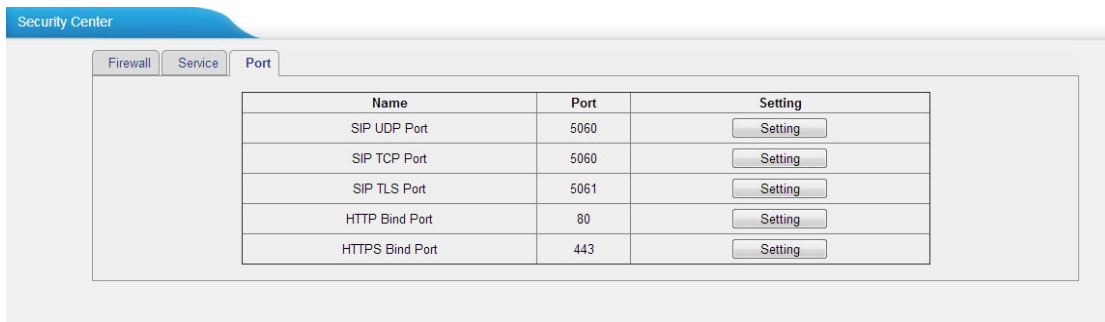 Security Center
Firewall Service Port
Name Port Setting
SIP UDP Port 5060 Setting
SIP TCP Port 5060 Setting
SIP TLS Port 5061 Setting
HTTP Bind Port 80 Setting
HTTPS Bind Port 443 Setting